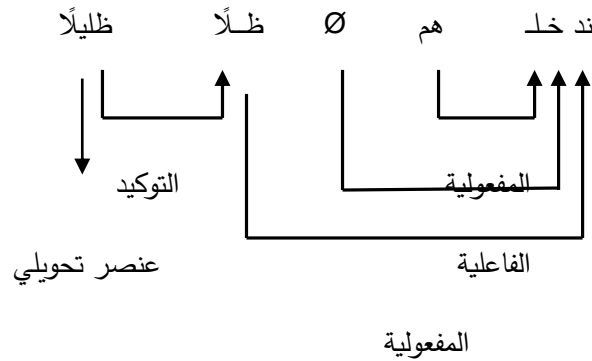 ند خلـ هم Ø ظـلًا ظليلًا
المفعولية التوكيد
الفاعلية عنصر تحويلي
المفعولية